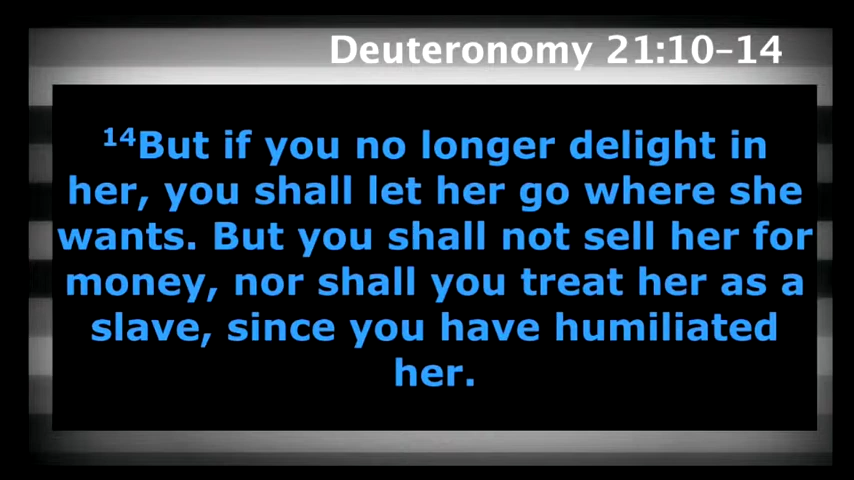 Deuteronomy 21:10–14
¹⁴But if you no longer delight in
her, you shall let her go where she
wants. But you shall not sell her for
money, nor shall you treat her as a
slave, since you have humiliated
her.